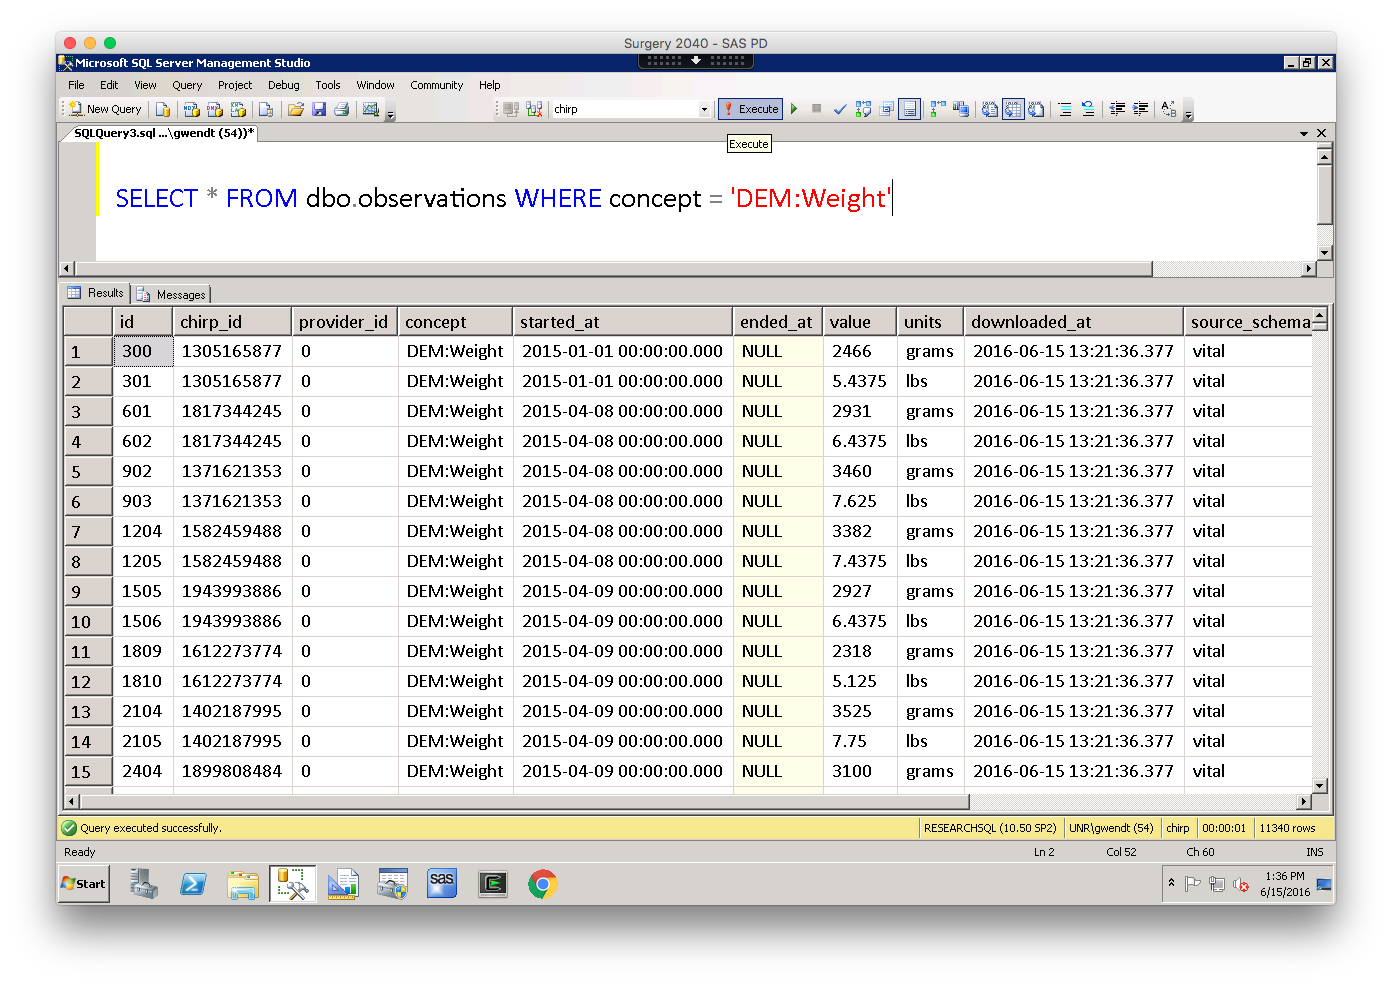 Surgery 2040 - SAS PD
Microsoft SQL Server Management Studio
File Edit View Query Project Debug Tools Window Community Help
New Query chirp Execute
SQLQuery3.sql ...\gwendt (54))*
Execute
SELECT * FROM dbo.observations WHERE concept = 'DEM:Weight'
Results Messages
id chirp_id provider_id concept started_at ended_at value units downloaded_at source_schema
1 300 1305165877 0 DEM:Weight 2015-01-01 00:00:00.000 NULL 2466 grams 2016-06-15 13:21:36.377 vital
2 301 1305165877 0 DEM:Weight 2015-01-01 00:00:00.000 NULL 5.4375 lbs 2016-06-15 13:21:36.377 vital
3 601 1817344245 0 DEM:Weight 2015-04-08 00:00:00.000 NULL 2931 grams 2016-06-15 13:21:36.377 vital
4 602 1817344245 0 DEM:Weight 2015-04-08 00:00:00.000 NULL 6.4375 lbs 2016-06-15 13:21:36.377 vital
5 902 1371621353 0 DEM:Weight 2015-04-08 00:00:00.000 NULL 3460 grams 2016-06-15 13:21:36.377 vital
6 903 1371621353 0 DEM:Weight 2015-04-08 00:00:00.000 NULL 7.625 lbs 2016-06-15 13:21:36.377 vital
7 1204 1582459488 0 DEM:Weight 2015-04-08 00:00:00.000 NULL 3382 grams 2016-06-15 13:21:36.377 vital
8 1205 1582459488 0 DEM:Weight 2015-04-08 00:00:00.000 NULL 7.4375 lbs 2016-06-15 13:21:36.377 vital
9 1505 1943993886 0 DEM:Weight 2015-04-09 00:00:00.000 NULL 2927 grams 2016-06-15 13:21:36.377 vital
10 1506 1943993886 0 DEM:Weight 2015-04-09 00:00:00.000 NULL 6.4375 lbs 2016-06-15 13:21:36.377 vital
11 1809 1612273774 0 DEM:Weight 2015-04-09 00:00:00.000 NULL 2318 grams 2016-06-15 13:21:36.377 vital
12 1810 1612273774 0 DEM:Weight 2015-04-09 00:00:00.000 NULL 5.125 lbs 2016-06-15 13:21:36.377 vital
13 2104 1402187995 0 DEM:Weight 2015-04-09 00:00:00.000 NULL 3525 grams 2016-06-15 13:21:36.377 vital
14 2105 1402187995 0 DEM:Weight 2015-04-09 00:00:00.000 NULL 7.75 lbs 2016-06-15 13:21:36.377 vital
15 2404 1899808484 0 DEM:Weight 2015-04-09 00:00:00.000 NULL 3100 grams 2016-06-15 13:21:36.377 vital
Query executed successfully. RESEARCHSQL (10.50 SP2) UNR\gwendt (54) chirp 00:00:01 11340 rows
Ready Ln 2 Col 52 Ch 60 INS
Start sas 1:36 PM
6/15/2016